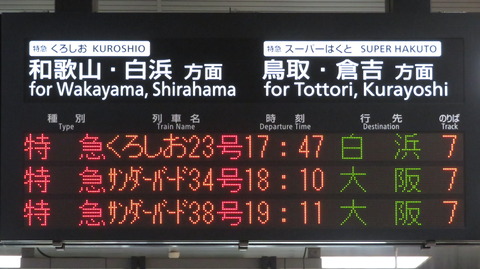 特急 くろしお KUROSHIO
和歌山・白浜 方面
for Wakayama, Shirahama
特急 スーパーはくと SUPER HAKUTO
鳥取・倉吉 方面
for Tottori, Kurayoshi
種別 列車名 時刻 行先 のりば
Type Train Name Departure Time Destination Track
特急 くろしお23号 17:47 白浜 7
特急 サンダーバード34号 18:10 大阪 7
特急 サンダーバード38号 19:11 大阪 7